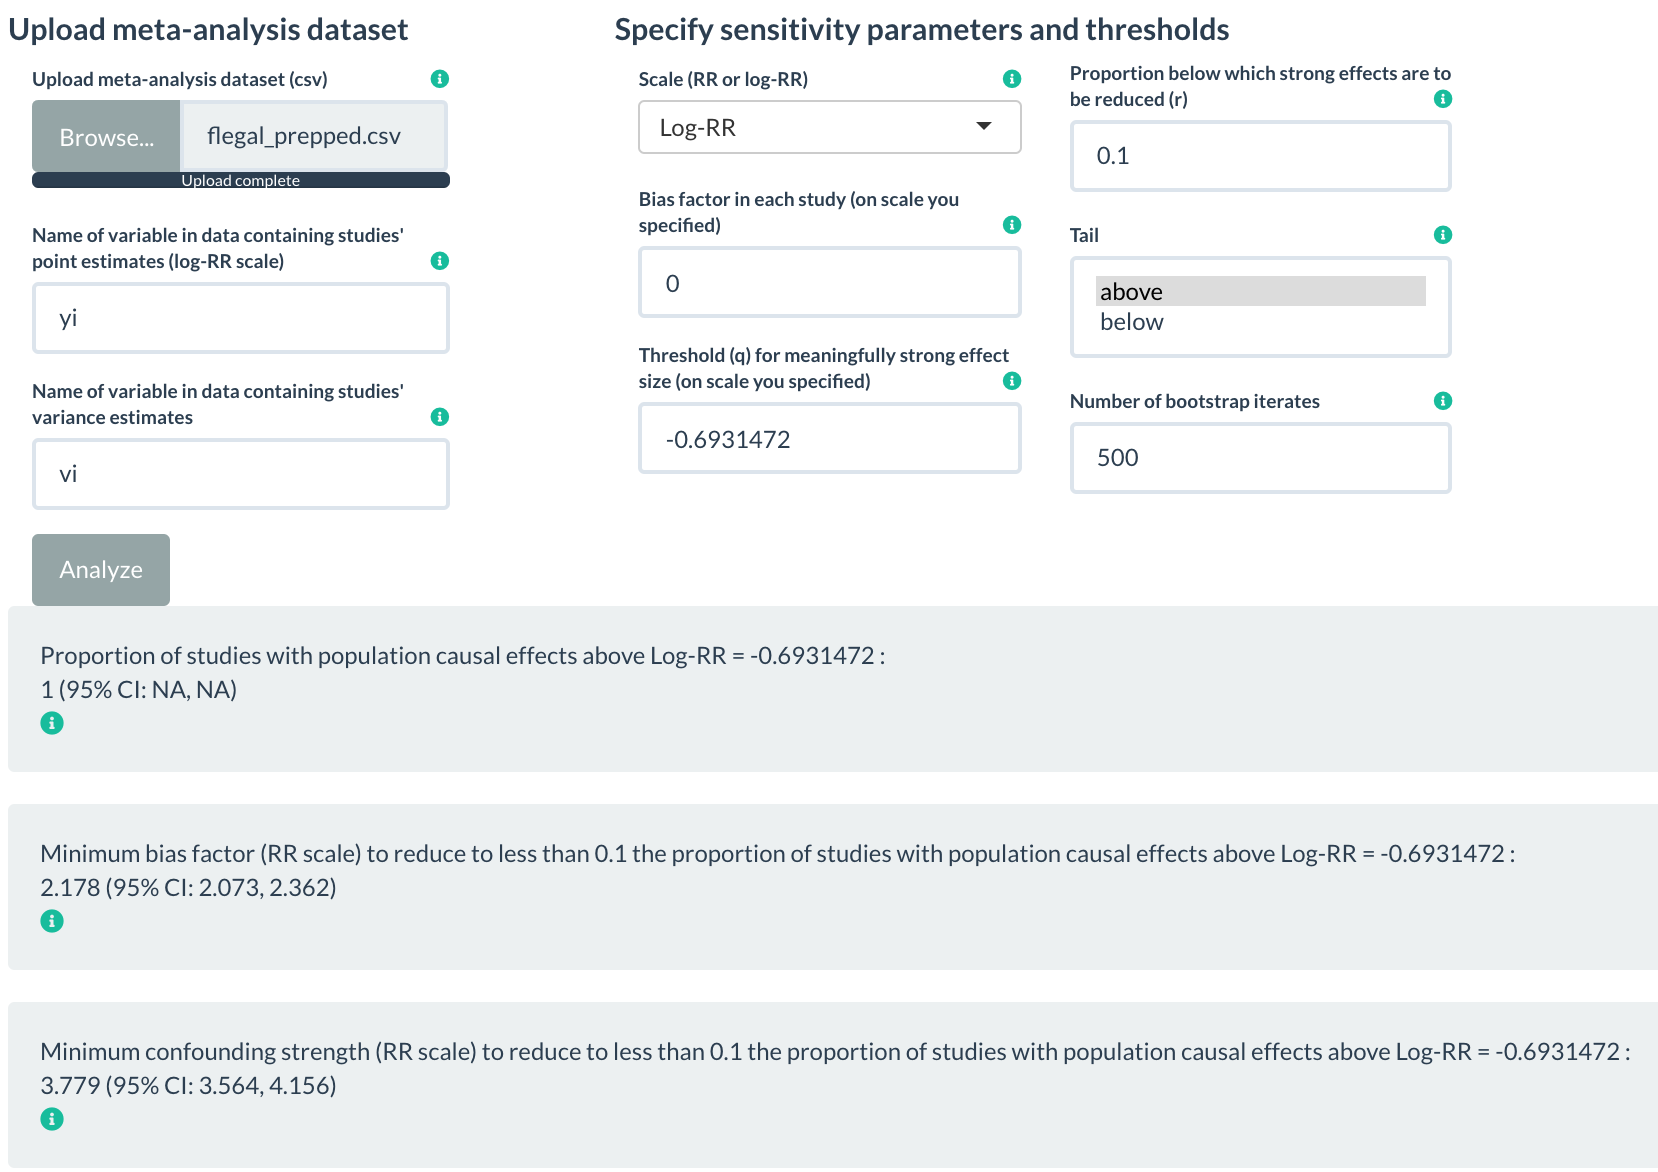 Upload meta-analysis dataset
Upload meta-analysis dataset (csv)
Browse...
flegal_prepped.csv
Upload complete
Name of variable in data containing studies'
point estimates (log-RR scale)
yi
Name of variable in data containing studies'
variance estimates
vi
Analyze
Specify sensitivity parameters and thresholds
Scale (RR or log-RR)
Log-RR
Bias factor in each study (on scale you
specified)
0
Threshold (q) for meaningfully strong effect
size (on scale you specified)
-0.6931472
Proportion below which strong effects are to
be reduced (r)
0.1
Tail
above
below
Number of bootstrap iterates
500
Proportion of studies with population causal effects above Log-RR = -0.6931472 :
1 (95% CI: NA, NA)
Minimum bias factor (RR scale) to reduce to less than 0.1 the proportion of studies with population causal effects above Log-RR = -0.6931472 :
2.178 (95% CI: 2.073, 2.362)
Minimum confounding strength (RR scale) to reduce to less than 0.1 the proportion of studies with population causal effects above Log-RR = -0.6931472 :
3.779 (95% CI: 3.564, 4.156)